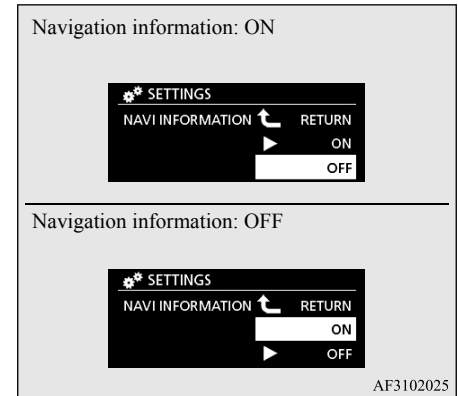 Navigation information: ON
SETTINGS
NAVI INFORMATION RETURN
ON
OFF
Navigation information: OFF
SETTINGS
NAVI INFORMATION RETURN
ON
OFF
AF3102025